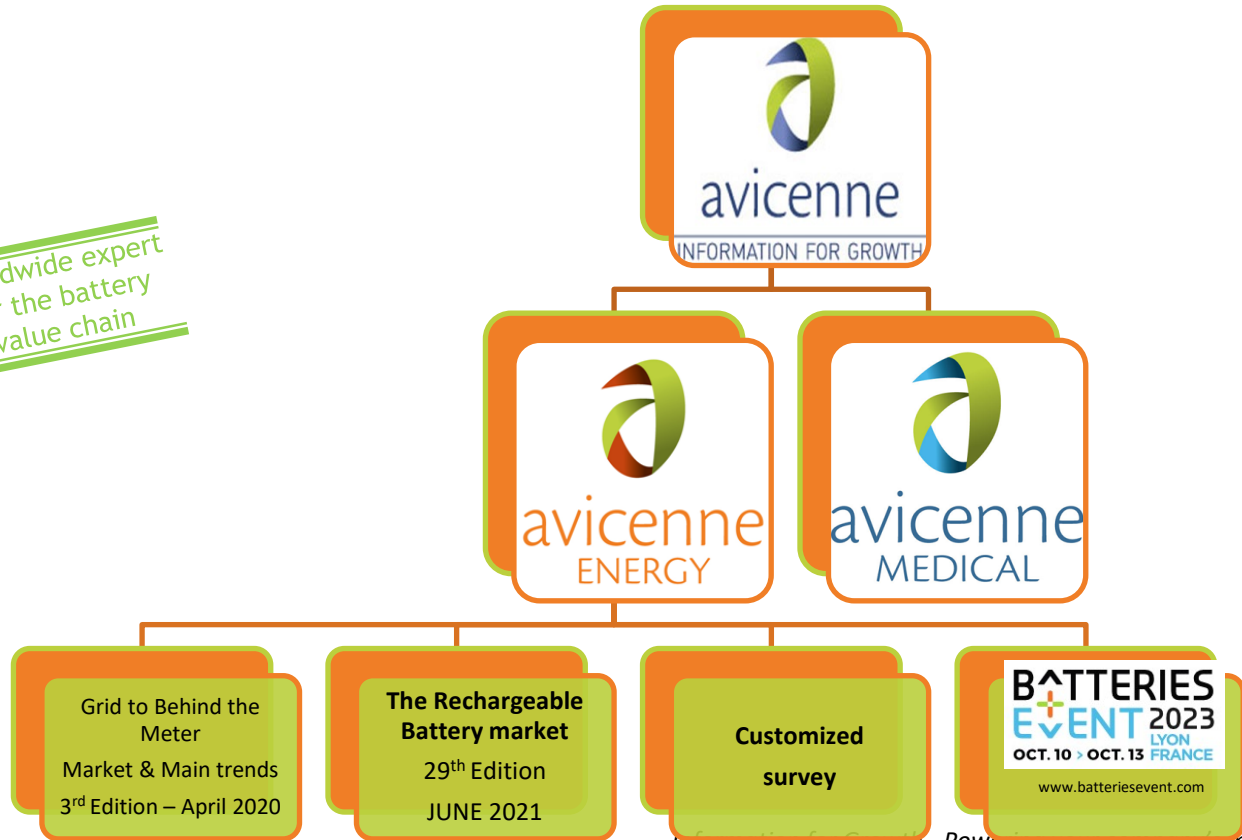 avicenne
INFORMATION FOR GROWTH
expert
the battery
value chain
avicenne
ENERGY
avicenne
MEDICAL
Grid to Behind the
Meter
Market & Main trends
3rd Edition – April 2020
The Rechargeable
Battery market
29th Edition
JUNE 2021
Customized
survey
BATTERIES
EVENT 2023
LYON
OCT. 10 > OCT. 13 FRANCE
www.batteriesevent.com